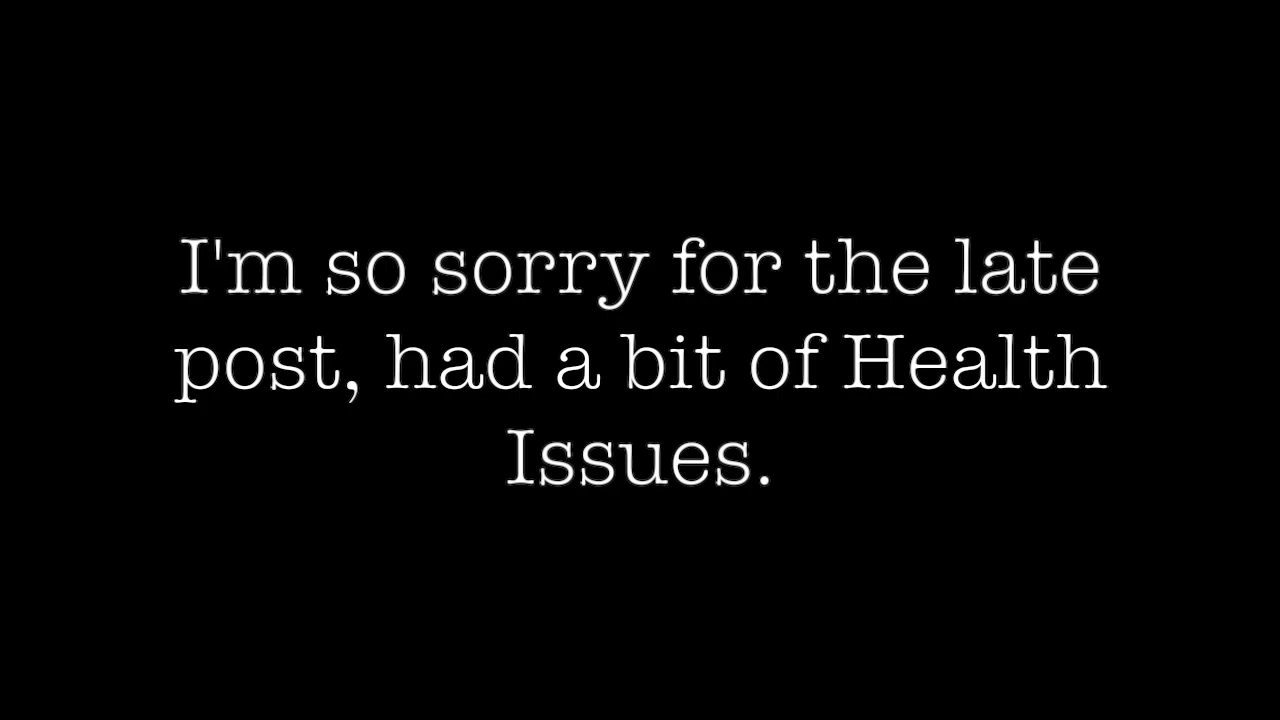 I'm so sorry for the late
post, had a bit of Health
Issues.